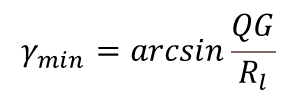 γ_min = arcsin QG/R_l